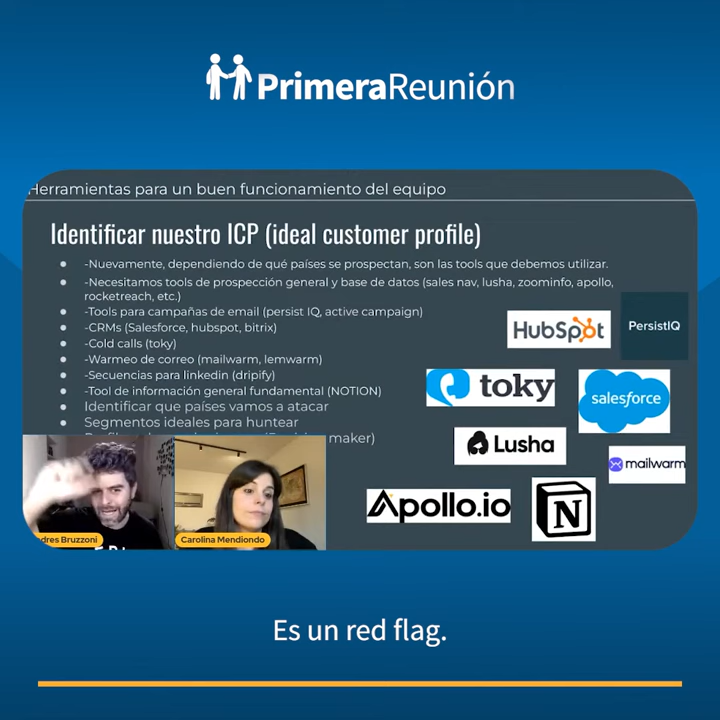 PrimeraReunión
Herramientas para un buen funcionamiento del equipo
Identificar nuestro ICP (ideal customer profile)
-Nuevamente, dependiendo de qué países se prospectan, son las tools que debemos utilizar.
-Necesitamos tools de prospección general y base de datos (sales nav, lusha, zoominfo, apollo,
rocketreach, etc.)
-Tools para campañas de email (persist IQ, active campaign)
-CRMs (Salesforce, hubspot, bitrix)
-Cold calls (toky)
-Warmeo de correo (mailwarm, lemwarm)
-Secuencias para linkedin (dripify)
-Tool de información general fundamental (NOTION)
Identificar que países vamos a atacar
Segmentos ideales para huntear
maker)
HubSpot
PersistIQ
toky
salesforce
Lusha
mailwarm
Apollo.io
N
dres Bruzzoni
Carolina Mendiondo
Es un red flag.